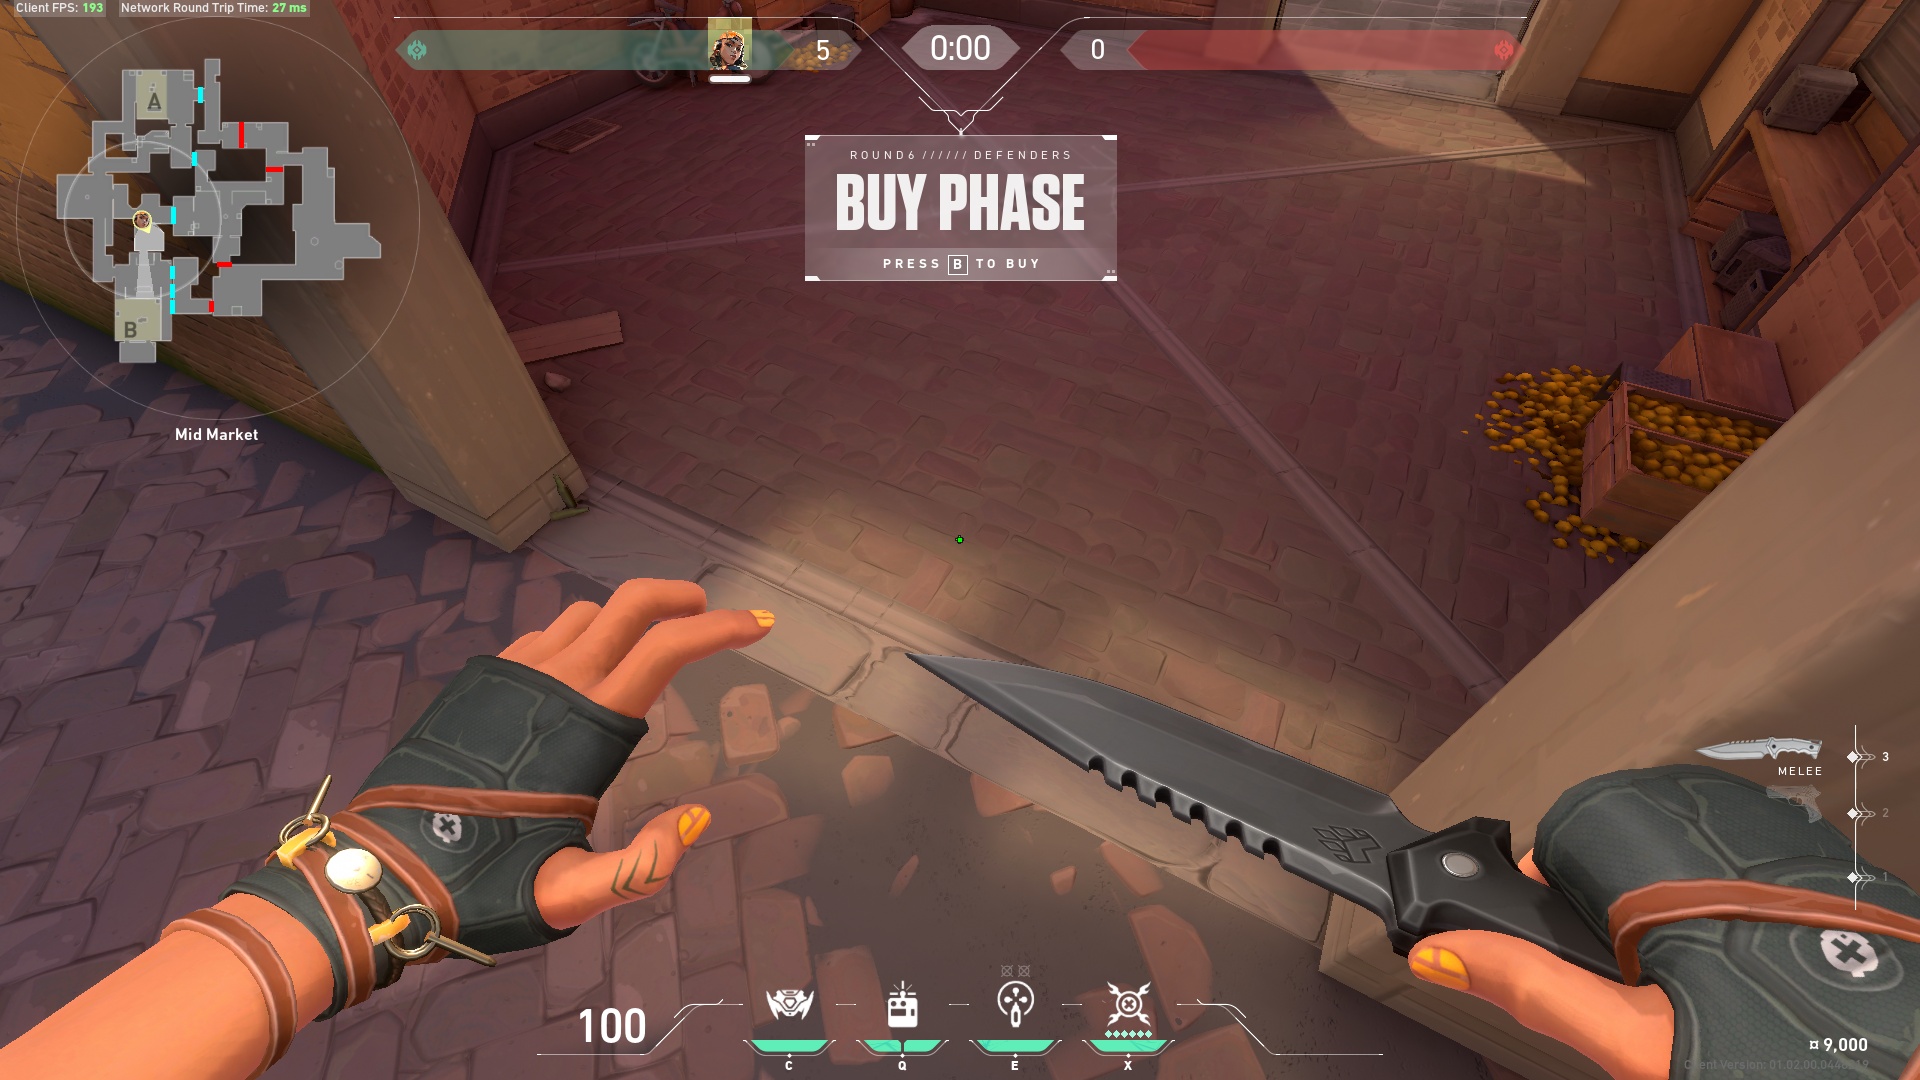 Client FPS: 193 Network Round Trip Time: 27 ms
5 0:00 0
A
ROUND 6 ////// DEFENDERS
BUY PHASE
PRESS B TO BUY
B
Mid Market
3
MELEE
2
1
100
C Q E X
¤ 9,000